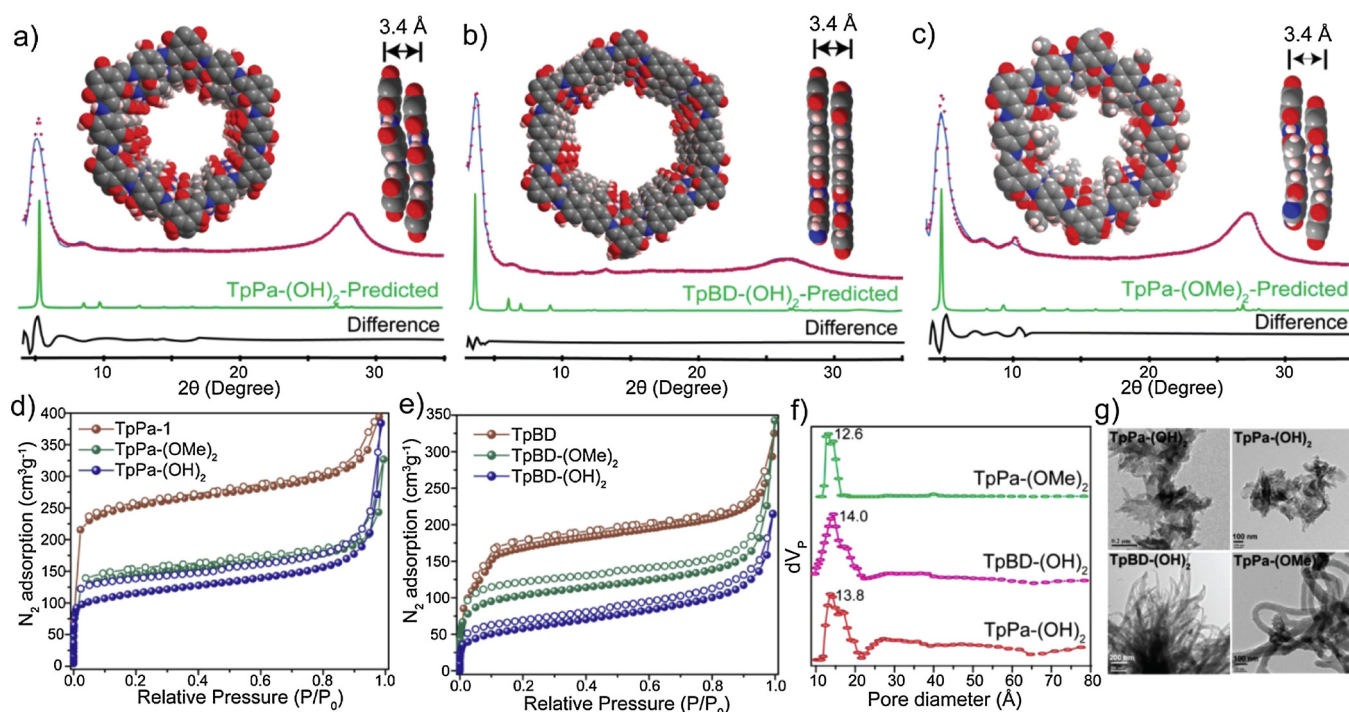 a)
3.4 Å
TpPa-(OH)₂-Predicted
Difference
10 20 30
2θ (Degree)
b)
3.4 Å
TpBD-(OH)₂-Predicted
Difference
10 20 30
2θ (Degree)
c)
3.4 Å
TpPa-(OMe)₂-Predicted
Difference
10 20 30
2θ (Degree)
d)
N₂ adsorption (cm³g⁻¹)
400
350
300
250
200
150
100
50
0
TpPa-1
TpPa-(OMe)₂
TpPa-(OH)₂
0.0 0.2 0.4 0.6 0.8 1.0
Relative Pressure (P/P₀)
e)
N₂ adsorption (cm³g⁻¹)
350
300
250
200
150
100
50
0
TpBD
TpBD-(OMe)₂
TpBD-(OH)₂
0.0 0.2 0.4 0.6 0.8 1.0
Relative Pressure (P/P₀)
f)
dVₚ
12.6
TpPa-(OMe)₂
14.0
TpBD-(OH)₂
13.8
TpPa-(OH)₂
10 20 30 40 50 60 70 80
Pore diameter (Å)
g)
TpPa-(OH)₂
0.2 μm
TpPa-(OH)₂
100 nm
TpBD-(OH)₂
200 nm
TpPa-(OMe)₂
100 nm